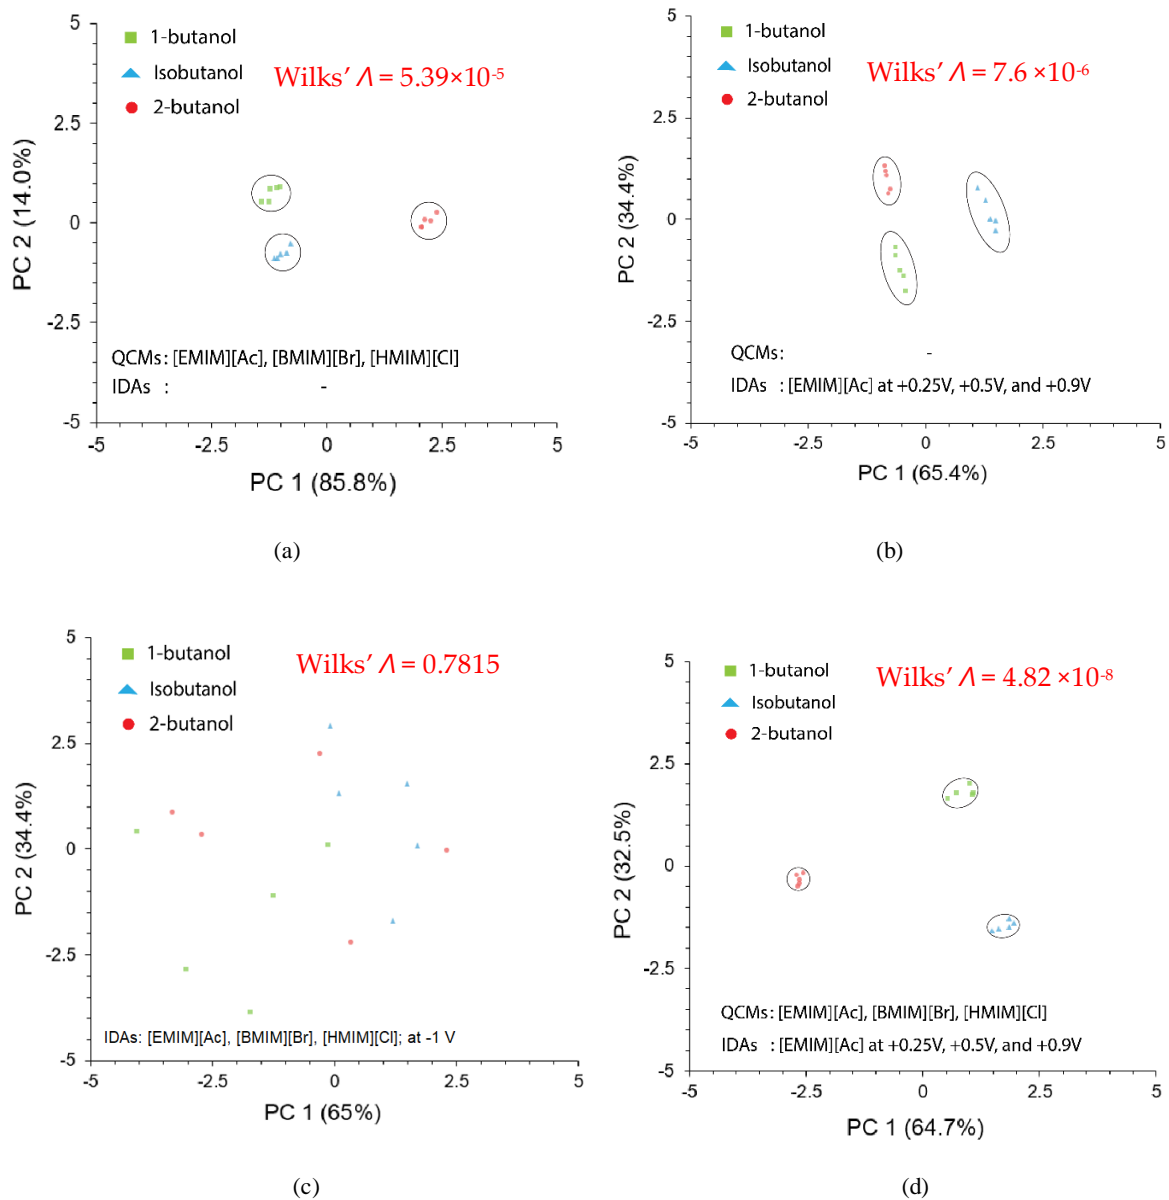 5
1-butanol
Isobutanol
2-butanol
Wilks’ Λ = 5.39×10-5
2.5
0
-2.5
-5
PC 2 (14.0%)
QCMs: [EMIM][Ac], [BMIM][Br], [HMIM][Cl]
IDAs : -
-5 -2.5 0 2.5 5
PC 1 (85.8%)
(a)
5
1-butanol
Isobutanol
2-butanol
Wilks’ Λ = 7.6 ×10-6
2.5
0
-2.5
-5
PC 2 (34.4%)
QCMs: -
IDAs : [EMIM][Ac] at +0.25V, +0.5V, and +0.9V
-5 -2.5 0 2.5 5
PC 1 (65.4%)
(b)
5
1-butanol
Isobutanol
2-butanol
Wilks’ Λ = 0.7815
2.5
0
-2.5
-5
PC 2 (34.4%)
IDAs: [EMIM][Ac], [BMIM][Br], [HMIM][Cl]; at -1 V
-5 -2.5 0 2.5 5
PC 1 (65%)
(c)
5
1-butanol
Isobutanol
2-butanol
Wilks’ Λ = 4.82 ×10-8
2.5
0
-2.5
-5
PC 2 (32.5%)
QCMs: [EMIM][Ac], [BMIM][Br], [HMIM][Cl]
IDAs : [EMIM][Ac] at +0.25V, +0.5V, and +0.9V
-5 -2.5 0 2.5 5
PC 1 (64.7%)
(d)